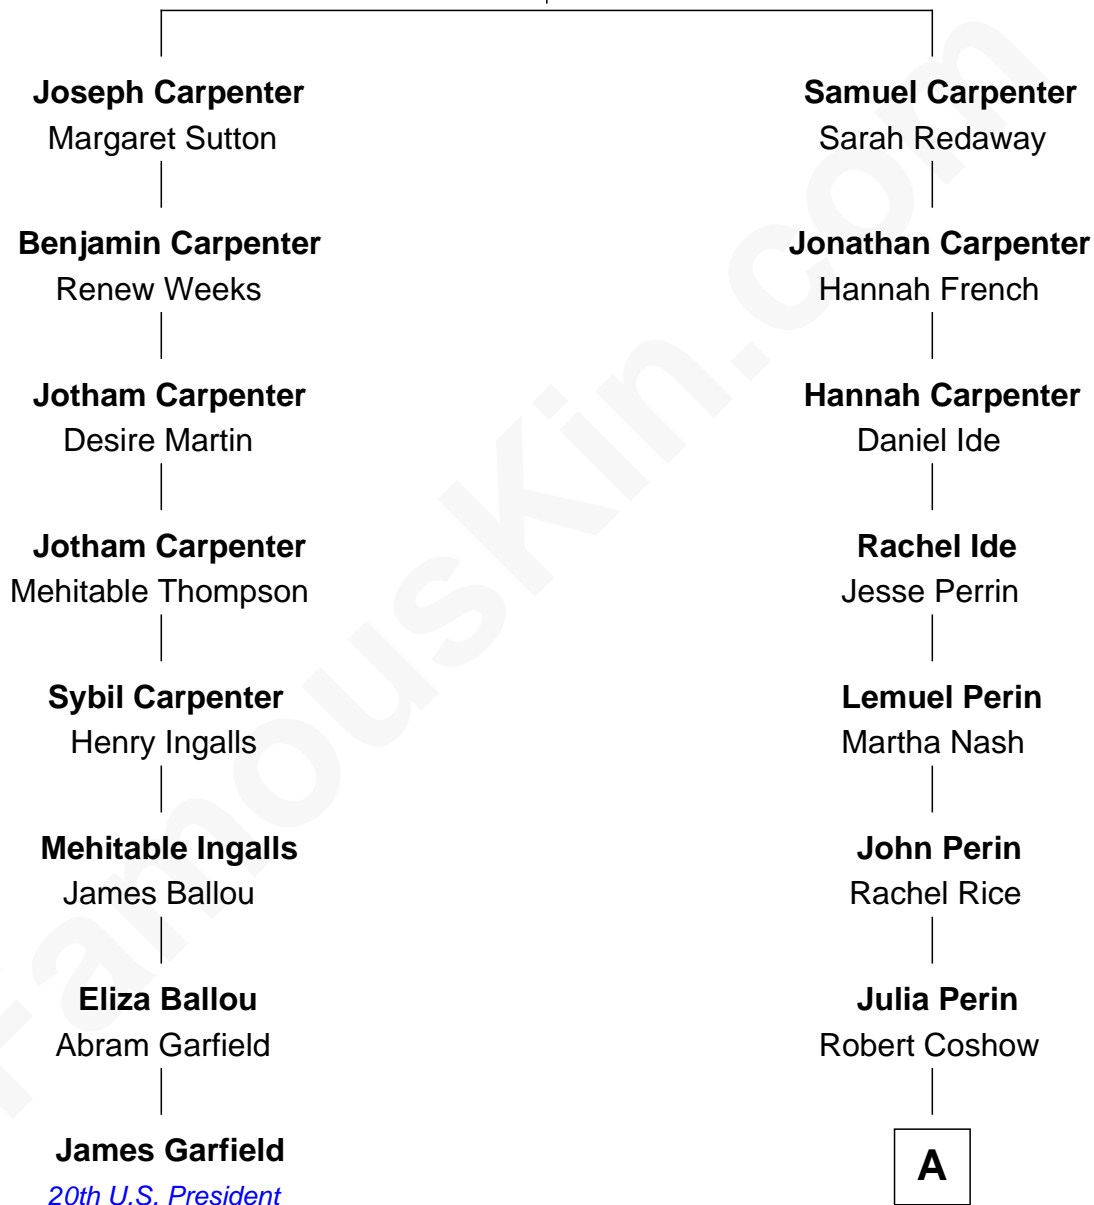 Joseph Carpenter
Margaret Sutton
Benjamin Carpenter
Renew Weeks
Jotham Carpenter
Desire Martin
Jotham Carpenter
Mehitable Thompson
Sybil Carpenter
Henry Ingalls
Mehitable Ingalls
James Ballou
Eliza Ballou
Abram Garfield
James Garfield
20th U.S. President
Samuel Carpenter
Sarah Redaway
Jonathan Carpenter
Hannah French
Hannah Carpenter
Daniel Ide
Rachel Ide
Jesse Perrin
Lemuel Perin
Martha Nash
John Perin
Rachel Rice
Julia Perin
Robert Coshow
A
FamousKin.com